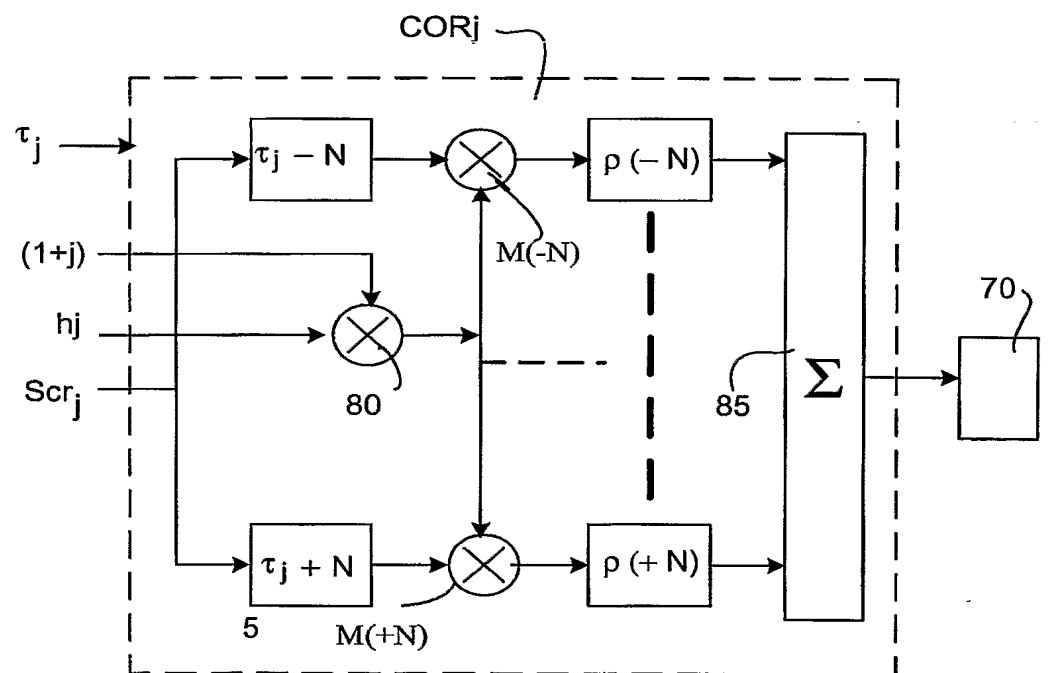 CORj
τj
τj – N
ρ (– N)
M(-N)
(1+j)
hj
80
Scrj
85
Σ
70
τj + N
ρ (+ N)
5
M(+N)